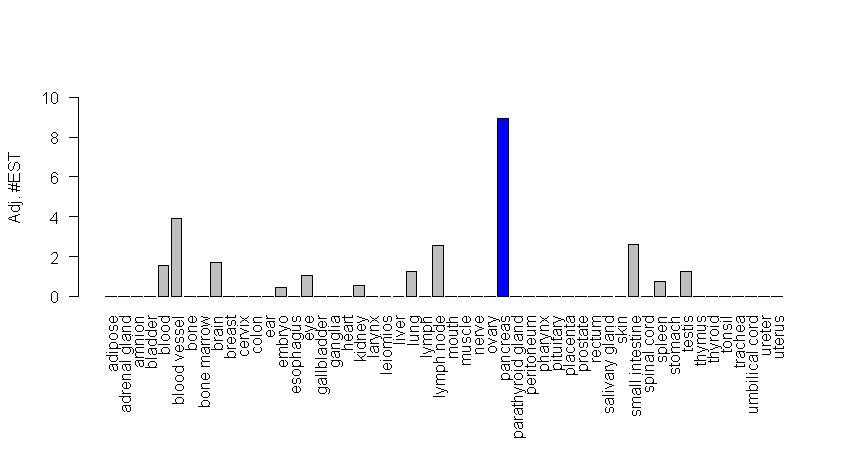 Adj. #EST
10
8
6
4
2
0
adipose
adrenal gland
amnion
bladder
blood
blood vessel
bone
bone marrow
brain
breast
cervix
colon
ear
embryo
esophagus
eye
gallbladder
ganglia
heart
kidney
larynx
leiomios
liver
lung
lymph
lymph node
mouth
muscle
nerve
ovary
pancreas
parathyroid gland
peritoneum
pharynx
pituitary
placenta
prostate
rectum
salivary gland
skin
small intestine
spinal cord
spleen
stomach
testis
thymus
thyroid
tonsil
trachea
umbilical cord
ureter
uterus